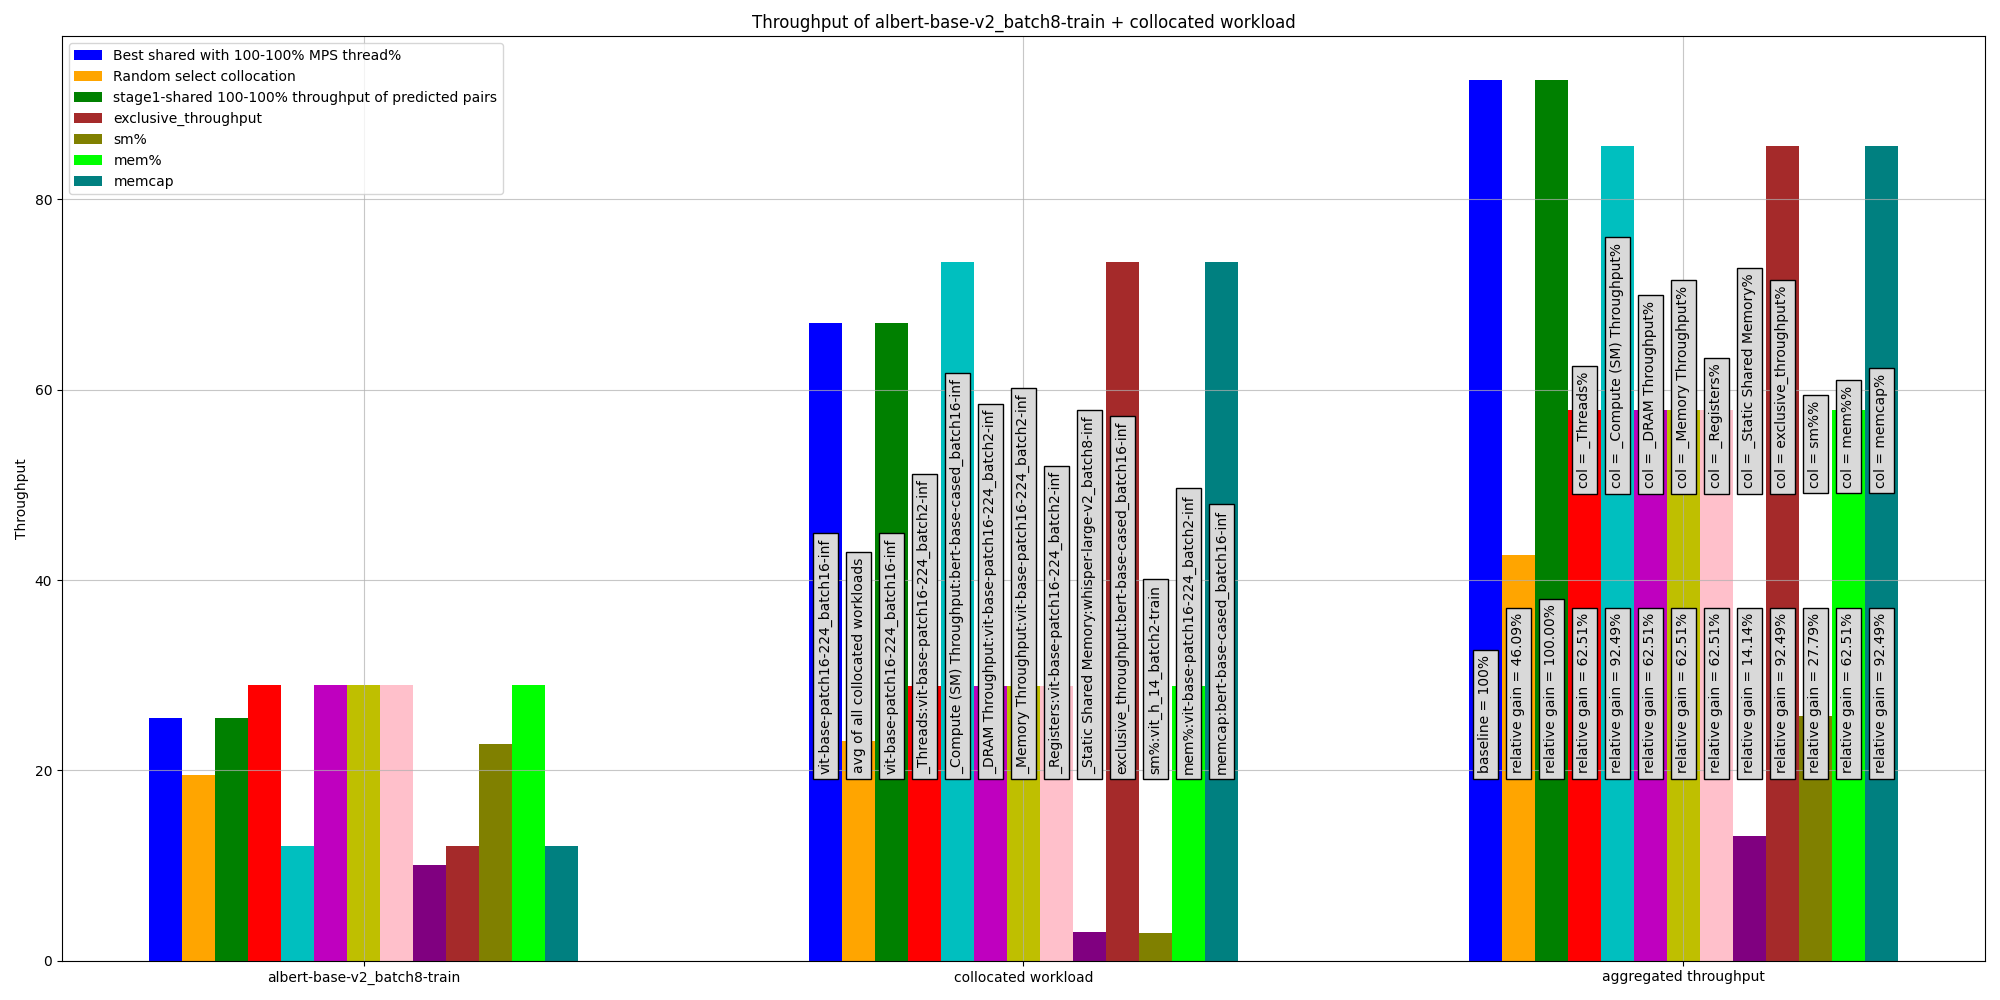 Throughput of albert-base-v2_batch8-train + collocated workload
Best shared with 100-100% MPS thread%
Random select collocation
stage1-shared 100-100% throughput of predicted pairs
exclusive_throughput
sm%
mem%
memcap
Throughput
80
60
40
20
0
vit-base-patch16-224_batch16-inf
avg of all collocated workloads
vit-base-patch16-224_batch16-inf
_Threads:vit-base-patch16-224_batch2-inf
_Compute (SM) Throughput:bert-base-cased_batch16-inf
_DRAM Throughput:vit-base-patch16-224_batch2-inf
_Memory Throughput:vit-base-patch16-224_batch2-inf
_Registers:vit-base-patch16-224_batch2-inf
_Static Shared Memory:whisper-large-v2_batch8-inf
exclusive_throughput:bert-base-cased_batch16-inf
sm%:vit_h_14_batch2-train
mem%:vit-base-patch16-224_batch2-inf
memcap:bert-base-cased_batch16-inf
col = _Threads%
col = _Compute (SM) Throughput%
col = _DRAM Throughput%
col = _Memory Throughput%
col = _Registers%
col = _Static Shared Memory%
col = exclusive_throughput%
col = sm%%
col = mem%%
col = memcap%
baseline = 100%
relative gain = 46.09%
relative gain = 100.00%
relative gain = 62.51%
relative gain = 92.49%
relative gain = 62.51%
relative gain = 62.51%
relative gain = 62.51%
relative gain = 14.14%
relative gain = 92.49%
relative gain = 27.79%
relative gain = 62.51%
relative gain = 92.49%
albert-base-v2_batch8-train
collocated workload
aggregated throughput